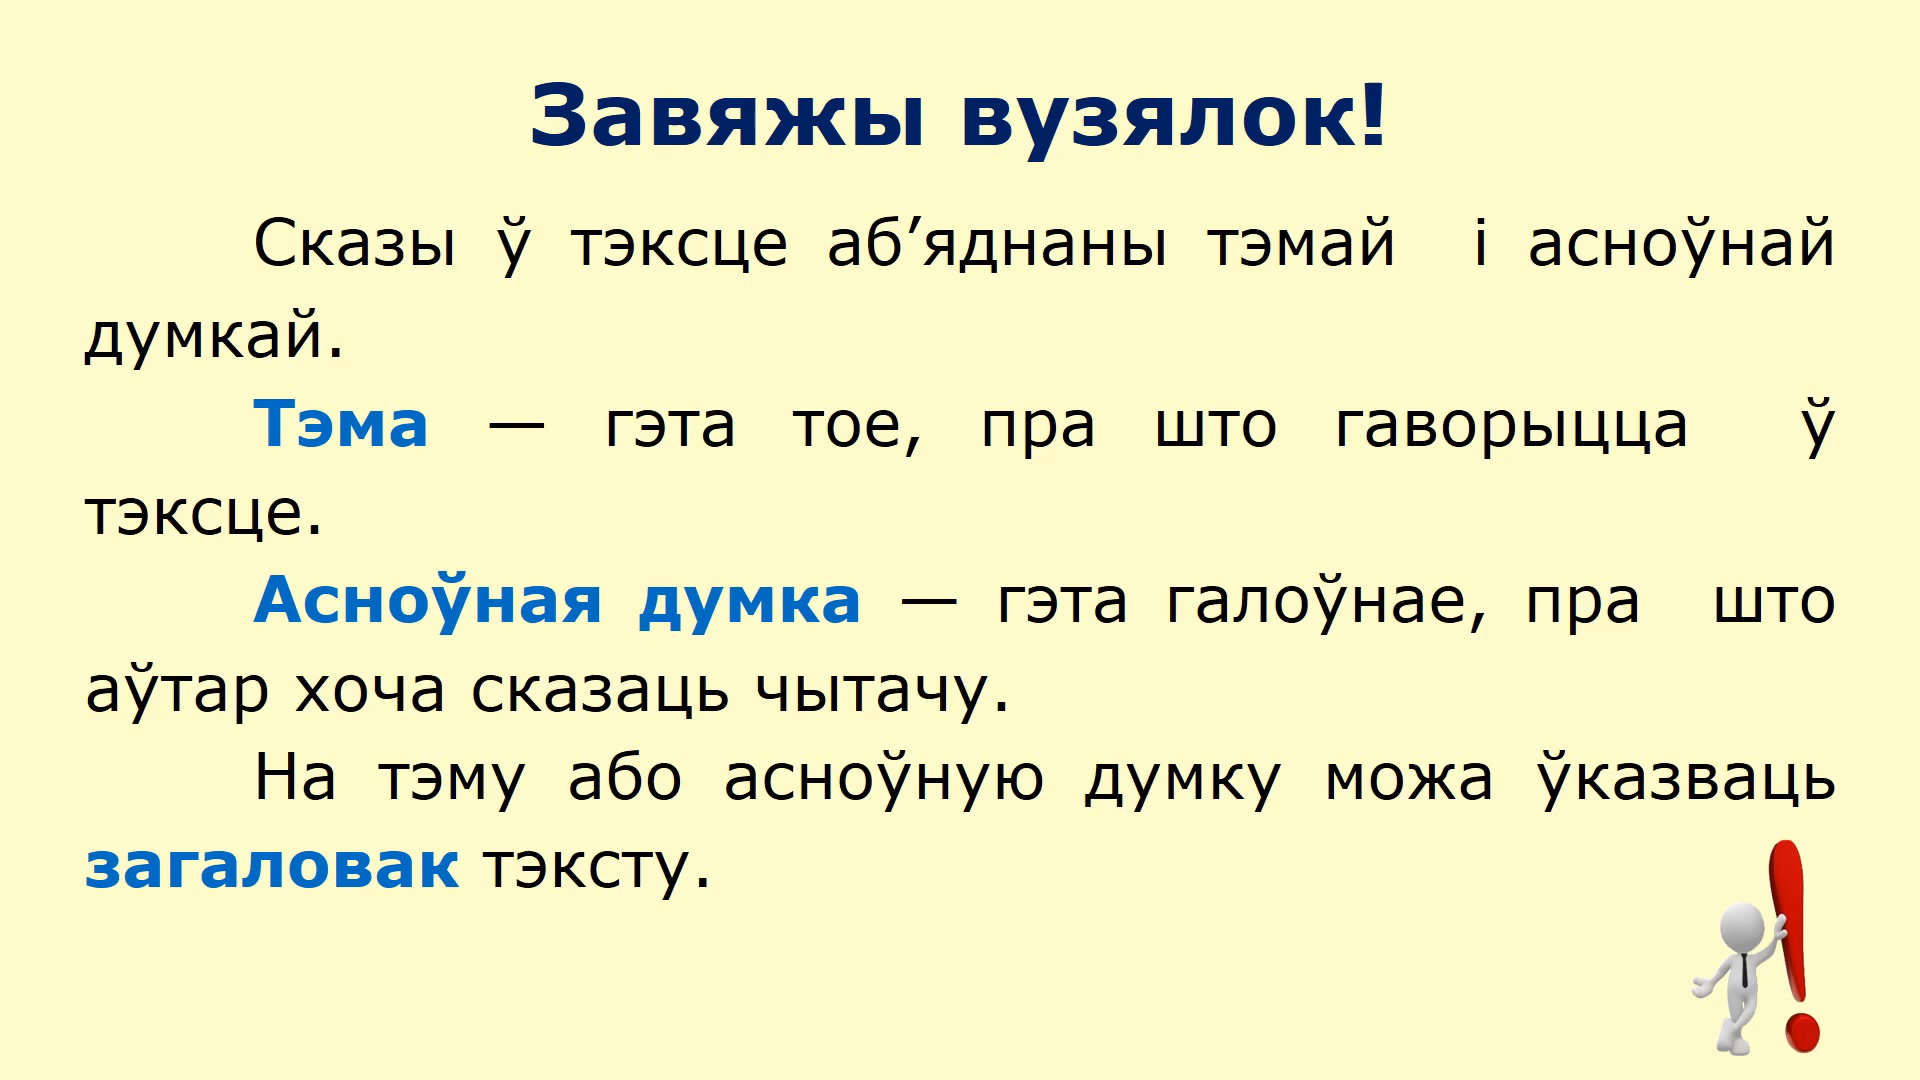 Завяжы вузялок!
Сказы ў тэксце аб’яднаны тэмай і асноўнай
думкай.
Тэма — гэта тое, пра што гаворыцца ў
тэксце.
Асноўная думка — гэта галоўнае, пра што
аўтар хоча сказаць чытачу.
На тэму або асноўную думку можа ўказваць
загаловак тэксту.